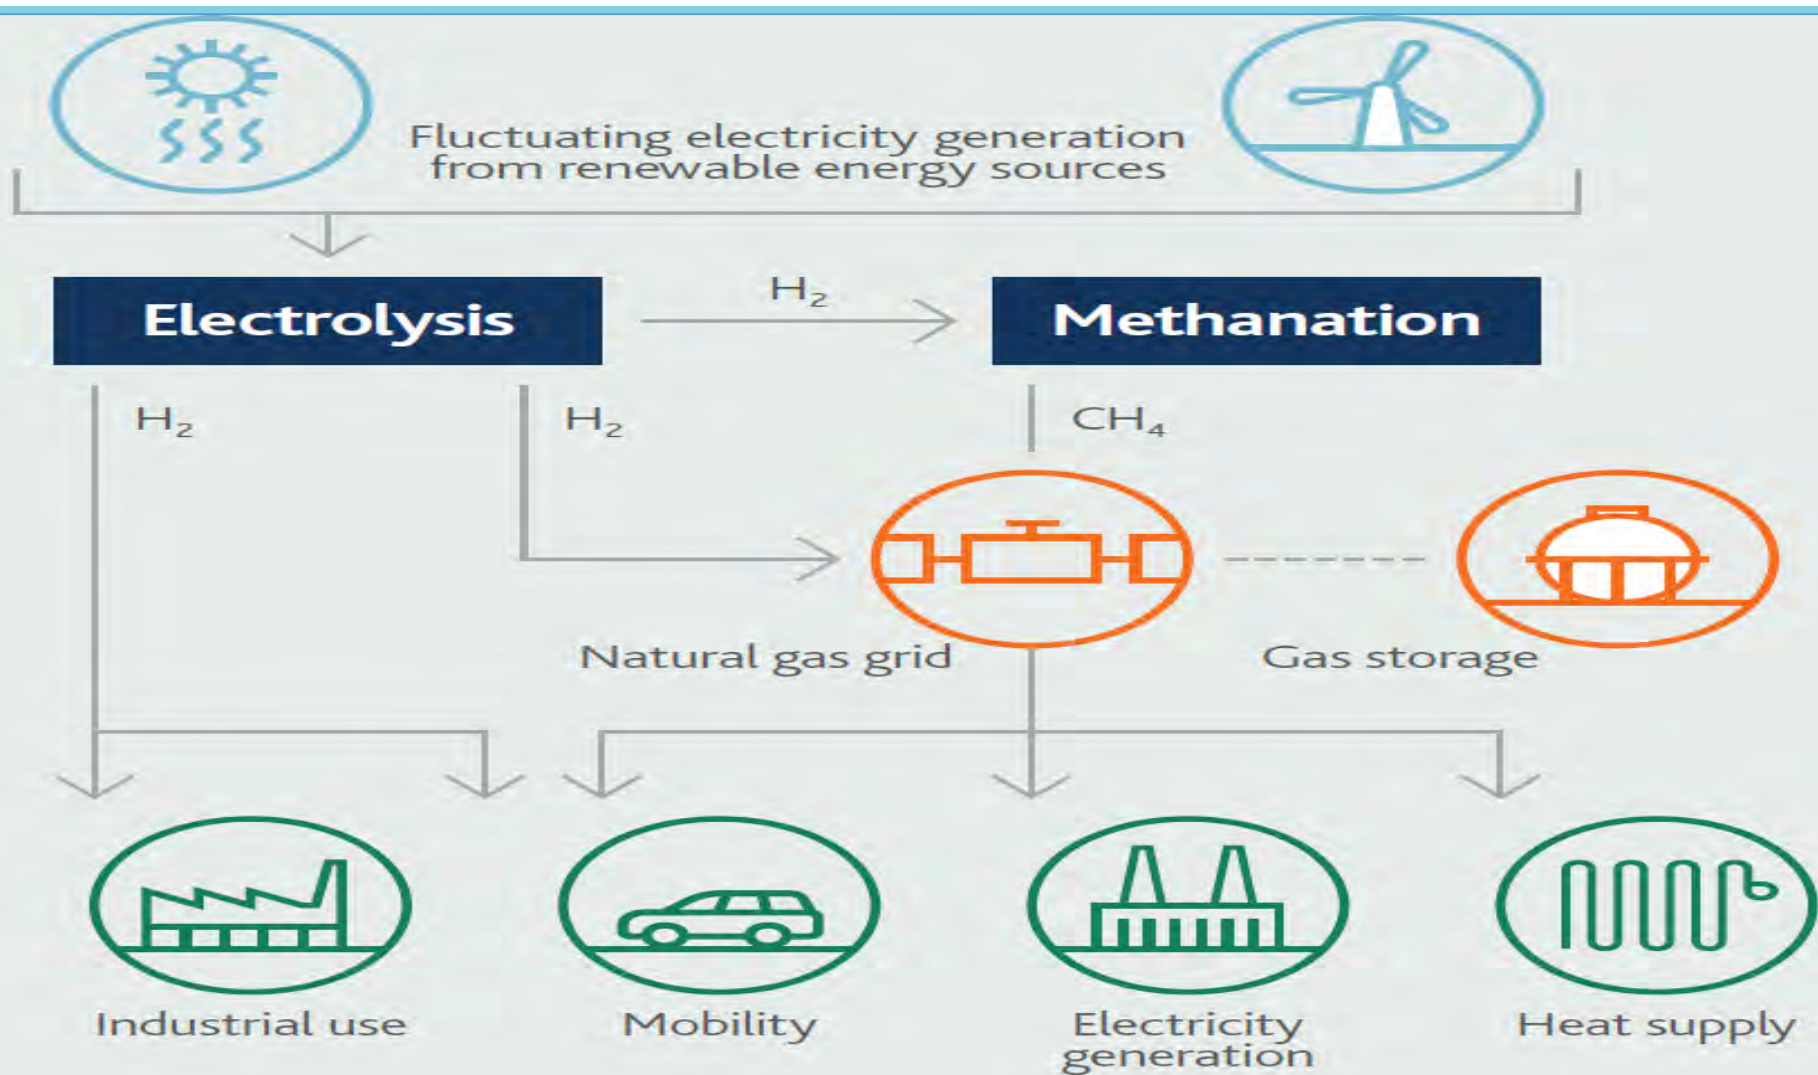 Fluctuating electricity generation
from renewable energy sources
Electrolysis
H₂
Methanation
H₂
H₂
CH₄
Natural gas grid
Gas storage
Industrial use
Mobility
Electricity
generation
Heat supply